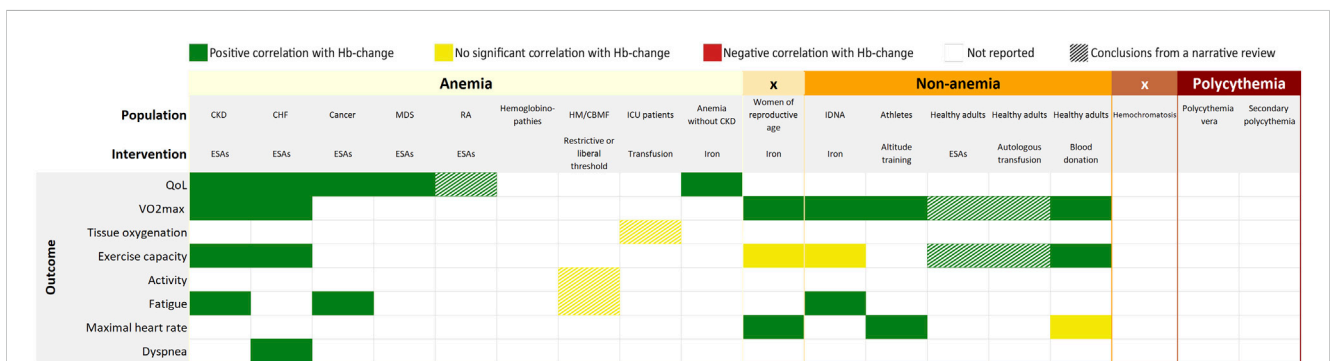 Positive correlation with Hb-change No significant correlation with Hb-change Negative correlation with Hb-change Not reported Conclusions from a narrative review
Anemia x Non-anemia x Polycythemia
Population CKD CHF Cancer MDS RA Hemoglobino-pathies HM/CBMF ICU patients Anemia without CKD Women of reproductive age IDNA Athletes Healthy adults Healthy adults Healthy adults Hemochromatosis Polycythemia vera Secondary polycythemia
Intervention ESAs ESAs ESAs ESAs ESAs Restrictive or liberal threshold Transfusion Iron Iron Iron Altitude training ESAs Autologous transfusion Blood donation
Outcome
QoL
VO2max
Tissue oxygenation
Exercise capacity
Activity
Fatigue
Maximal heart rate
Dyspnea